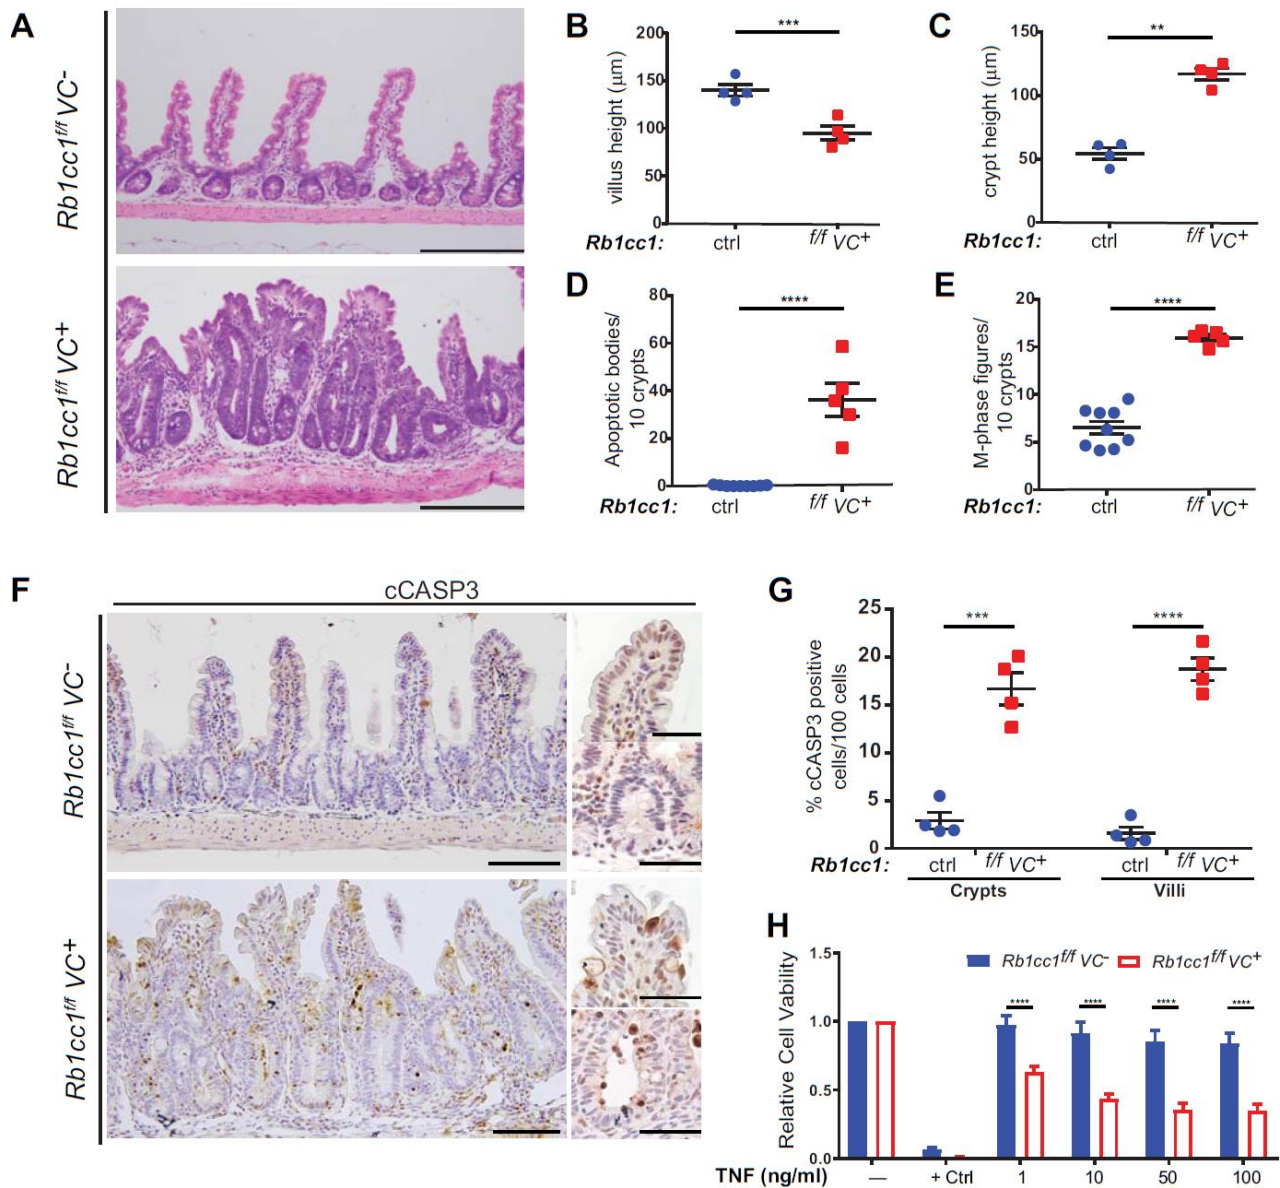 A
Rb1cc1f/f VC-
Rb1cc1f/f VC+
B
***
villus height (μm)
200
150
100
50
0
Rb1cc1: ctrl f/f VC+
C
**
crypt height (μm)
150
100
50
0
Rb1cc1: ctrl f/f VC+
D
****
Apoptotic bodies/
10 crypts
80
60
40
20
0
Rb1cc1: ctrl f/f VC+
E
****
M-phase figures/
10 crypts
20
15
10
5
0
Rb1cc1: ctrl f/f VC+
F
cCASP3
Rb1cc1f/f VC-
Rb1cc1f/f VC+
G
*** ****
% cCASP3 positive
cells/100 cells
25
20
15
10
5
0
Rb1cc1: ctrl f/f VC+ ctrl f/f VC+
Crypts Villi
H
Rb1cc1f/f VC- Rb1cc1f/f VC+
**** **** **** ****
Relative Cell Vability
1.5
1.0
0.5
0.0
TNF (ng/ml) — + Ctrl 1 10 50 100